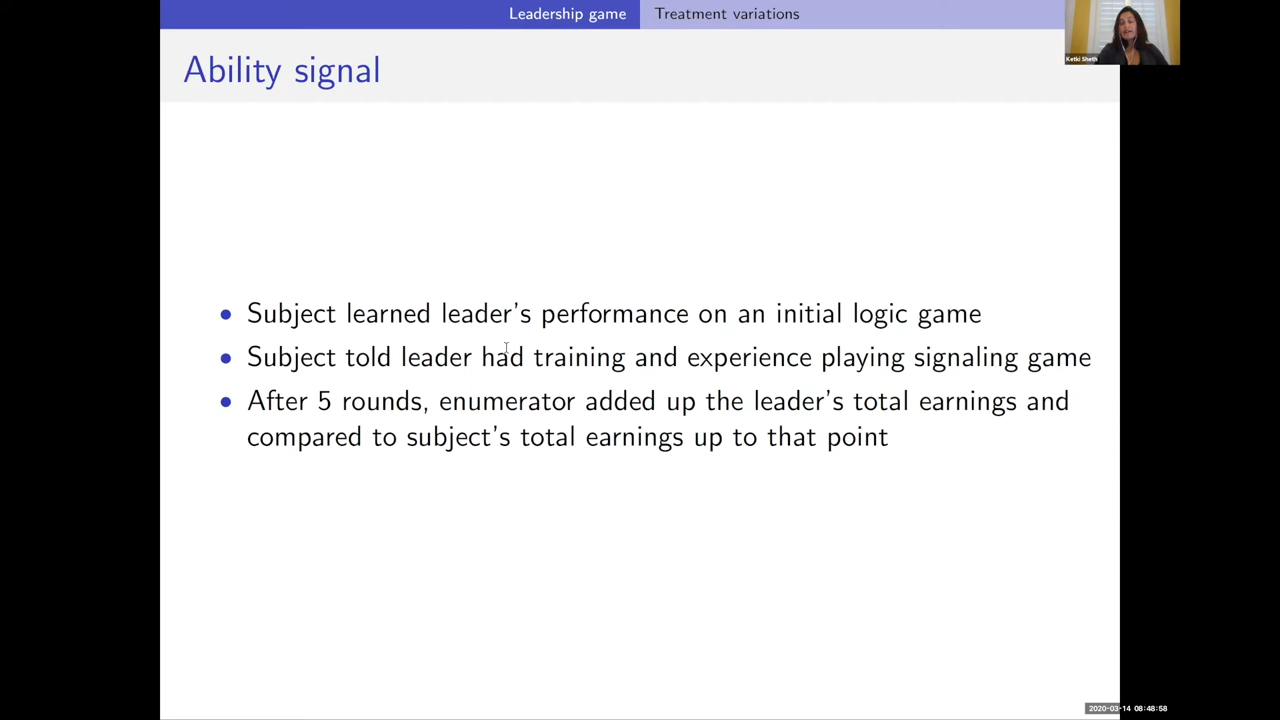 Leadership game Treatment variations
Ketki Sheth
Ability signal
• Subject learned leader's performance on an initial logic game
• Subject told leader had training and experience playing signaling game
• After 5 rounds, enumerator added up the leader's total earnings and
compared to subject's total earnings up to that point
2020-03-14 08:48:58